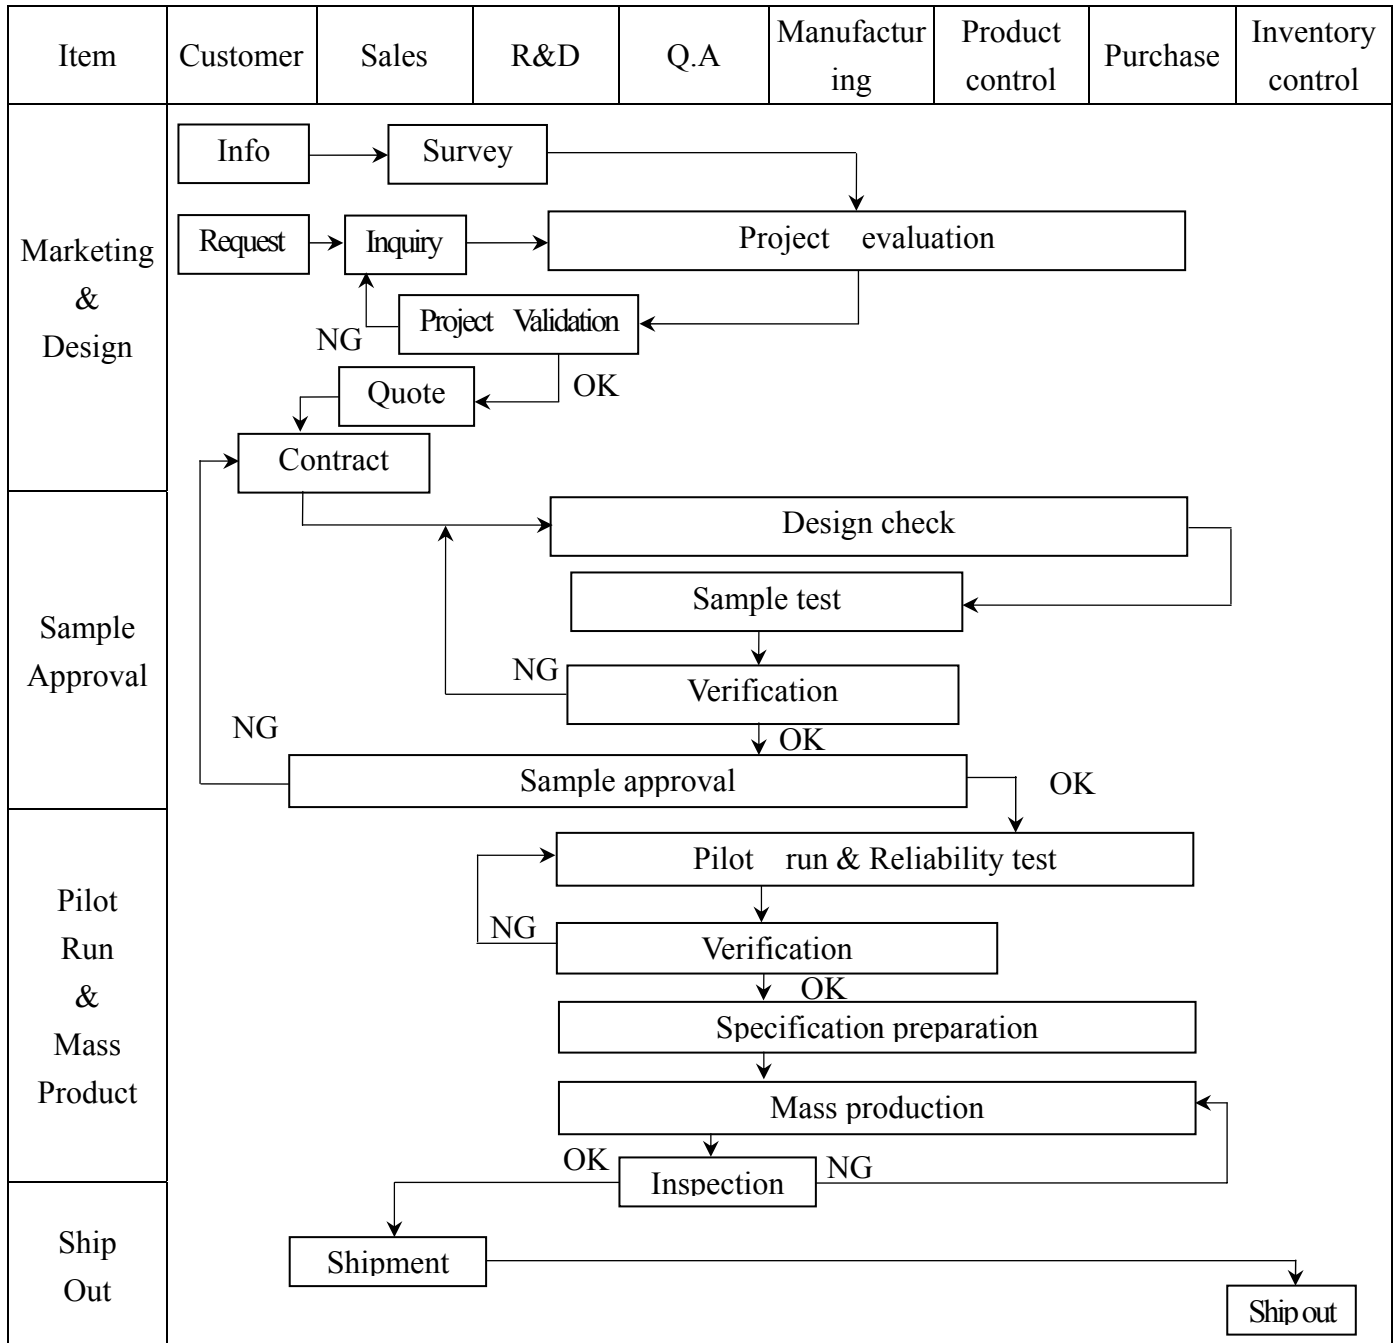 Item
Customer
Sales
R&D
Q.A
Manufactur
ing
Product
control
Purchase
Inventory
control
Marketing
&
Design
Info
Survey
Request
Inquiry
Project evaluation
Project Validation
NG
OK
Quote
Contract
Sample
Approval
Design check
Sample test
NG
Verification
NG
OK
Sample approval
OK
Pilot
Run
&
Mass
Product
Pilot run & Reliability test
NG
Verification
OK
Specification preparation
Mass production
OK
Inspection
NG
Ship
Out
Shipment
Ship out